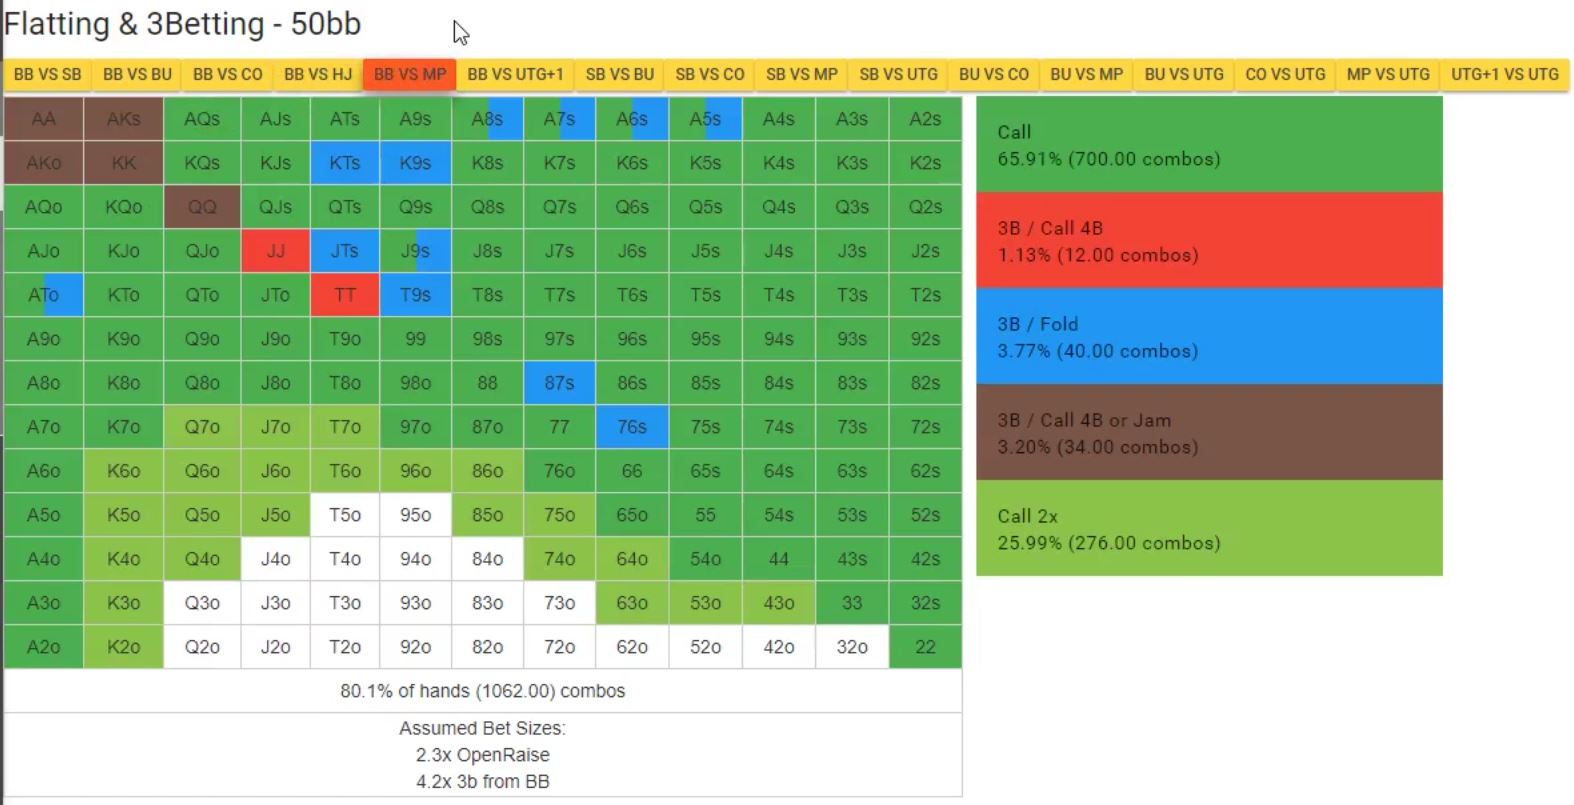 Flatting & 3Betting - 50bb
BB VS SB BB VS BU BB VS CO BB VS HJ BB VS MP BB VS UTG+1 SB VS BU SB VS CO SB VS MP SB VS UTG BU VS CO BU VS MP BU VS UTG CO VS UTG MP VS UTG UTG+1 VS UTG
AA AKs AQs AJs ATs A9s A8s A7s A6s A5s A4s A3s A2s
AKo KK KQs KJs KTs K9s K8s K7s K6s K5s K4s K3s K2s
AQo KQo QQ QJs QTs Q9s Q8s Q7s Q6s Q5s Q4s Q3s Q2s
AJo KJo QJo JJ JTs J9s J8s J7s J6s J5s J4s J3s J2s
ATo KTo QTo JTo TT T9s T8s T7s T6s T5s T4s T3s T2s
A9o K9o Q9o J9o T9o 99 98s 97s 96s 95s 94s 93s 92s
A8o K8o Q8o J8o T8o 98o 88 87s 86s 85s 84s 83s 82s
A7o K7o Q7o J7o T7o 97o 87o 77 76s 75s 74s 73s 72s
A6o K6o Q6o J6o T6o 96o 86o 76o 66 65s 64s 63s 62s
A5o K5o Q5o J5o T5o 95o 85o 75o 65o 55 54s 53s 52s
A4o K4o Q4o J4o T4o 94o 84o 74o 64o 54o 44 43s 42s
A3o K3o Q3o J3o T3o 93o 83o 73o 63o 53o 43o 33 32s
A2o K2o Q2o J2o T2o 92o 82o 72o 62o 52o 42o 32o 22
80.1% of hands (1062.00) combos
Assumed Bet Sizes:
2.3x OpenRaise
4.2x 3b from BB
Call
65.91% (700.00 combos)
3B / Call 4B
1.13% (12.00 combos)
3B / Fold
3.77% (40.00 combos)
3B / Call 4B or Jam
3.20% (34.00 combos)
Call 2x
25.99% (276.00 combos)